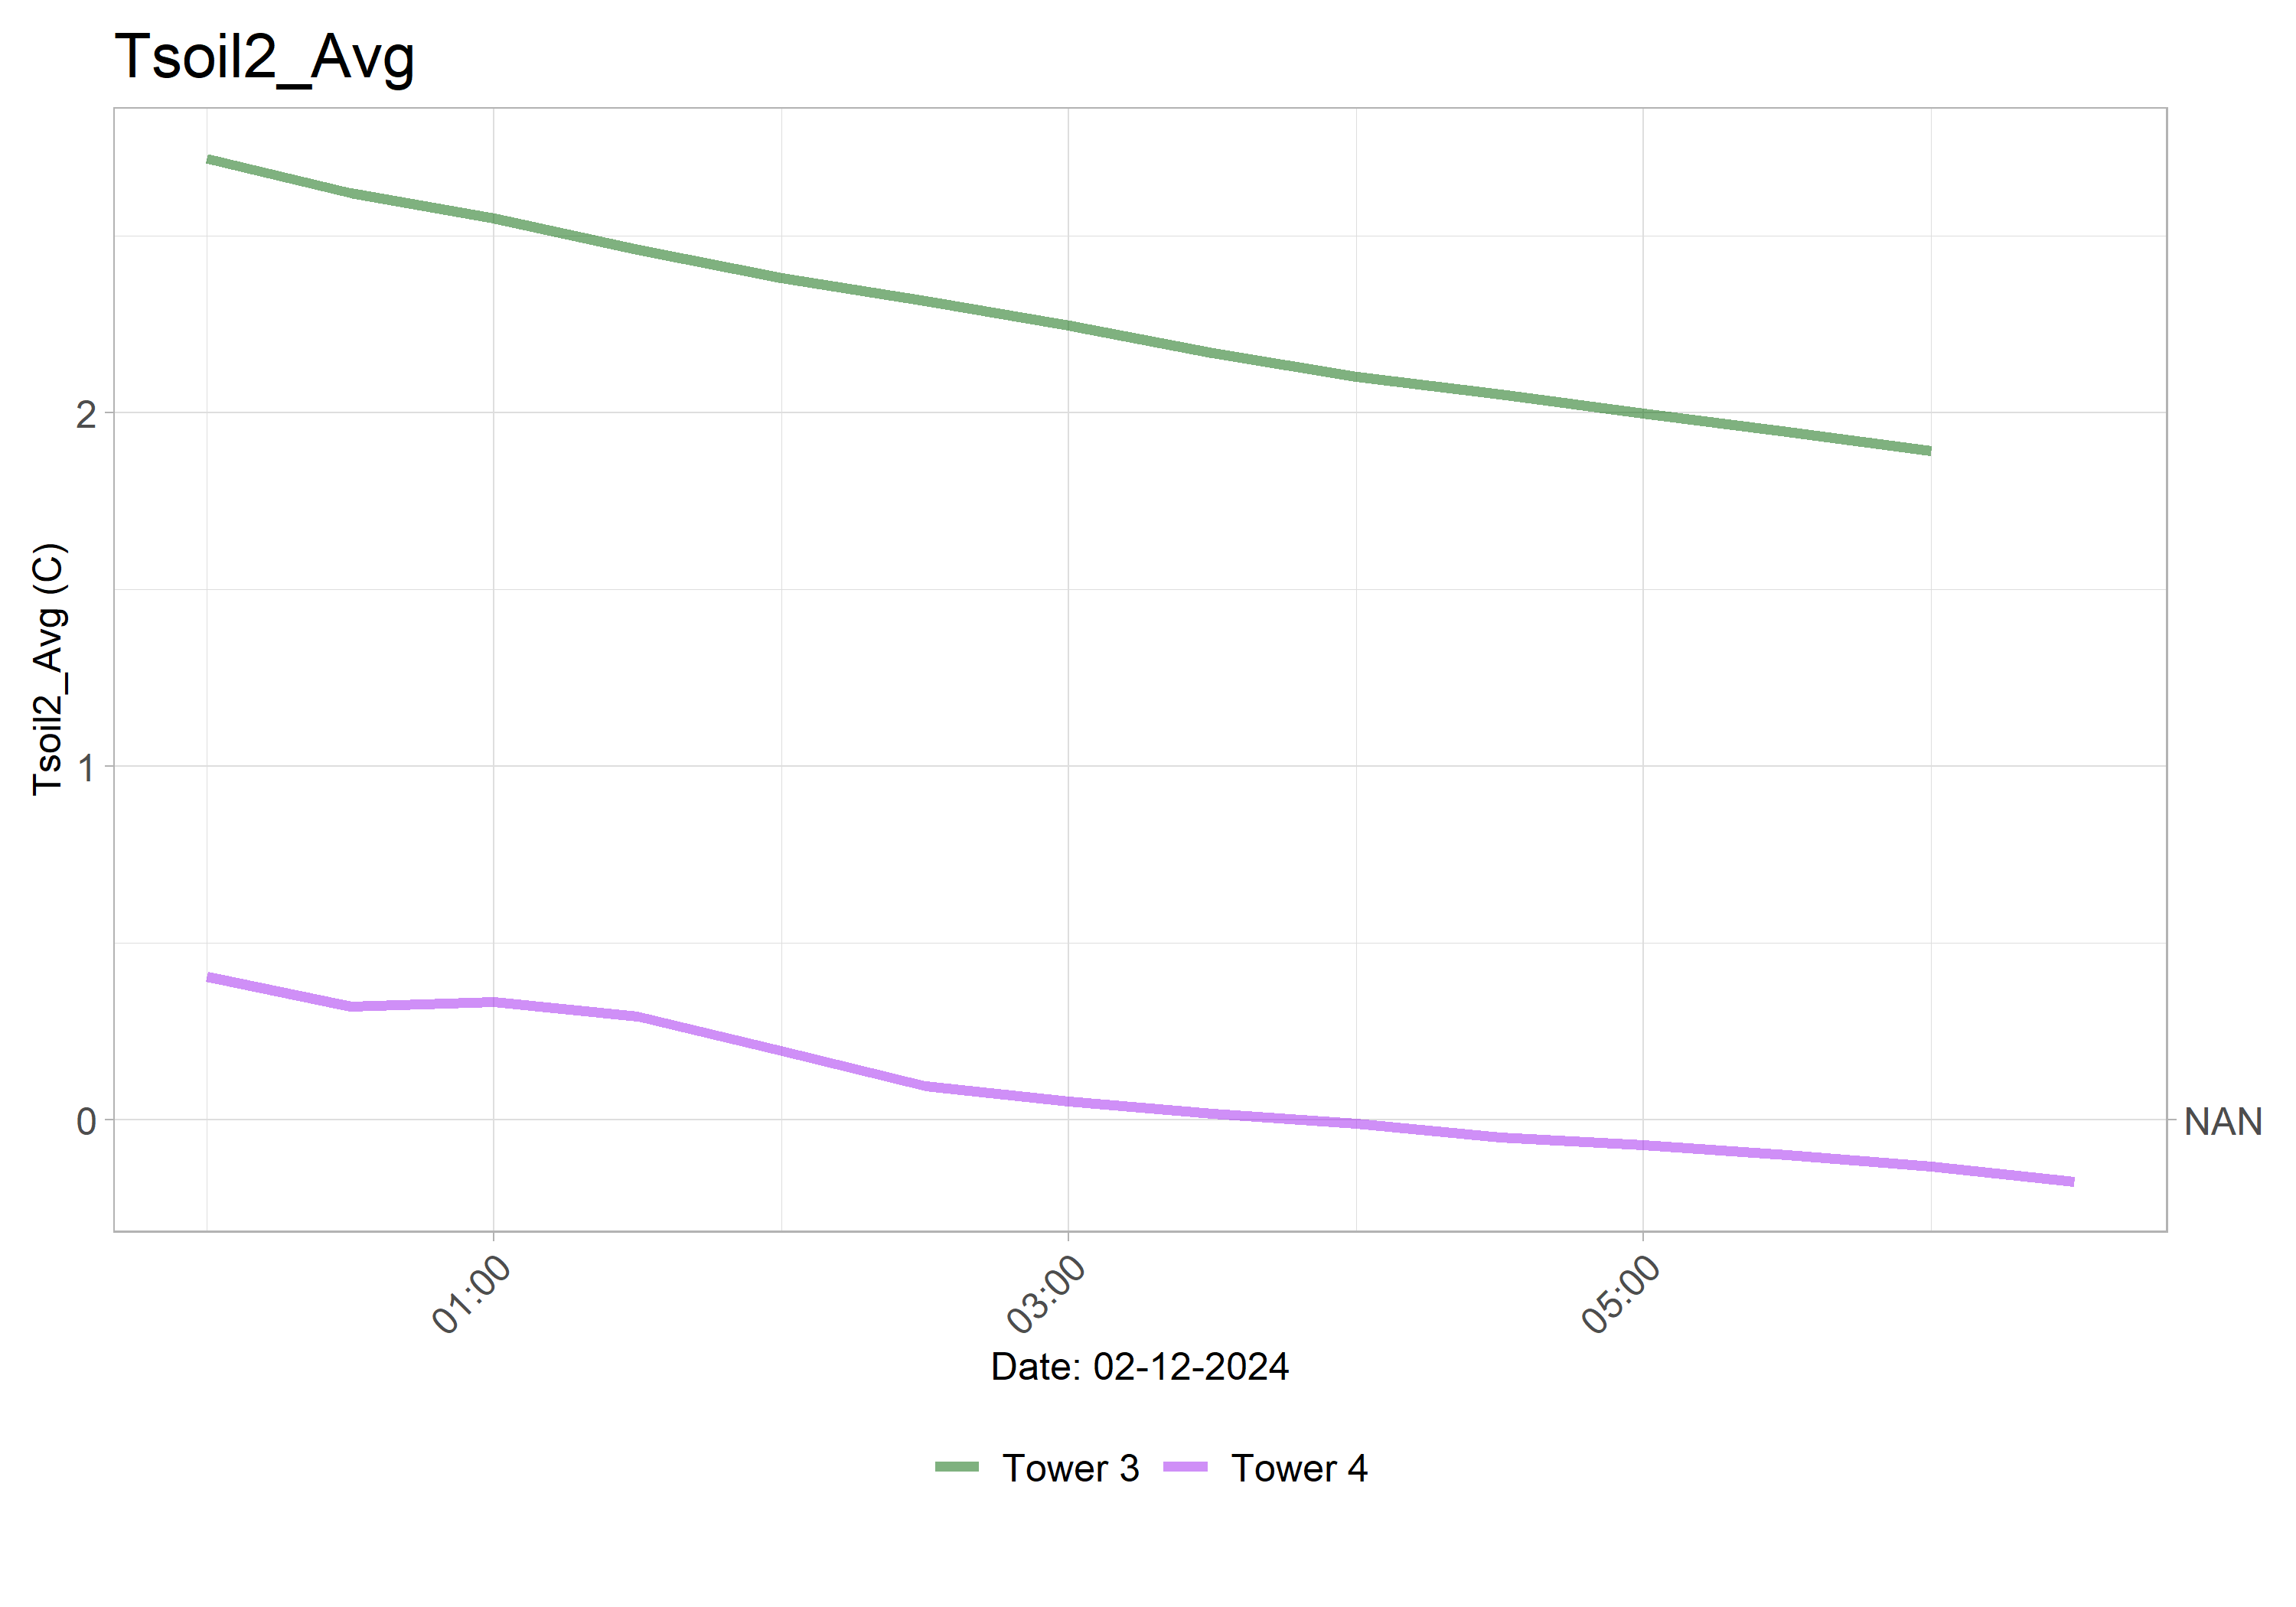 Tsoil2_Avg
Tsoil2_Avg (C)
2
1
0
NAN
01:00
03:00
05:00
Date: 02-12-2024
Tower 3
Tower 4